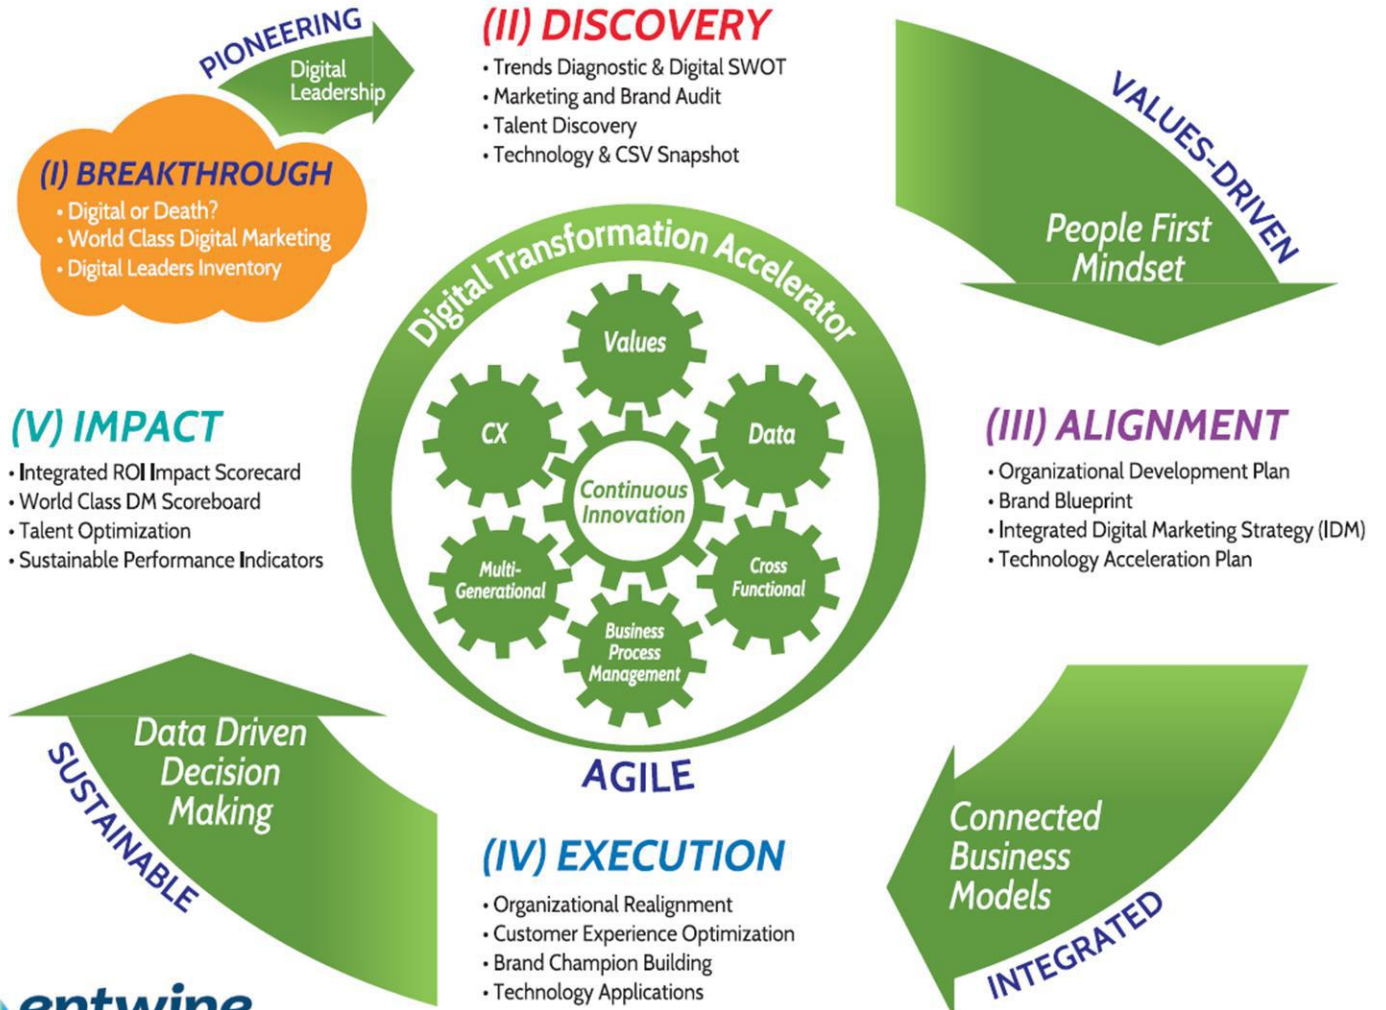 PIONEERING
Digital
Leadership
(I) BREAKTHROUGH
• Digital or Death?
• World Class Digital Marketing
• Digital Leaders Inventory
(II) DISCOVERY
• Trends Diagnostic & Digital SWOT
• Marketing and Brand Audit
• Talent Discovery
• Technology & CSV Snapshot
VALUES-DRIVEN
People First
Mindset
Digital Transformation Accelerator
Values
CX
Data
Continuous
Innovation
Multi-
Generational
Cross
Functional
Business
Process
Management
AGILE
(III) ALIGNMENT
• Organizational Development Plan
• Brand Blueprint
• Integrated Digital Marketing Strategy (IDM)
• Technology Acceleration Plan
Connected
Business
Models
INTEGRATED
(IV) EXECUTION
• Organizational Realignment
• Customer Experience Optimization
• Brand Champion Building
• Technology Applications
Data Driven
Decision
Making
SUSTAINABLE
(V) IMPACT
• Integrated ROI Impact Scorecard
• World Class DM Scoreboard
• Talent Optimization
• Sustainable Performance Indicators
entwine